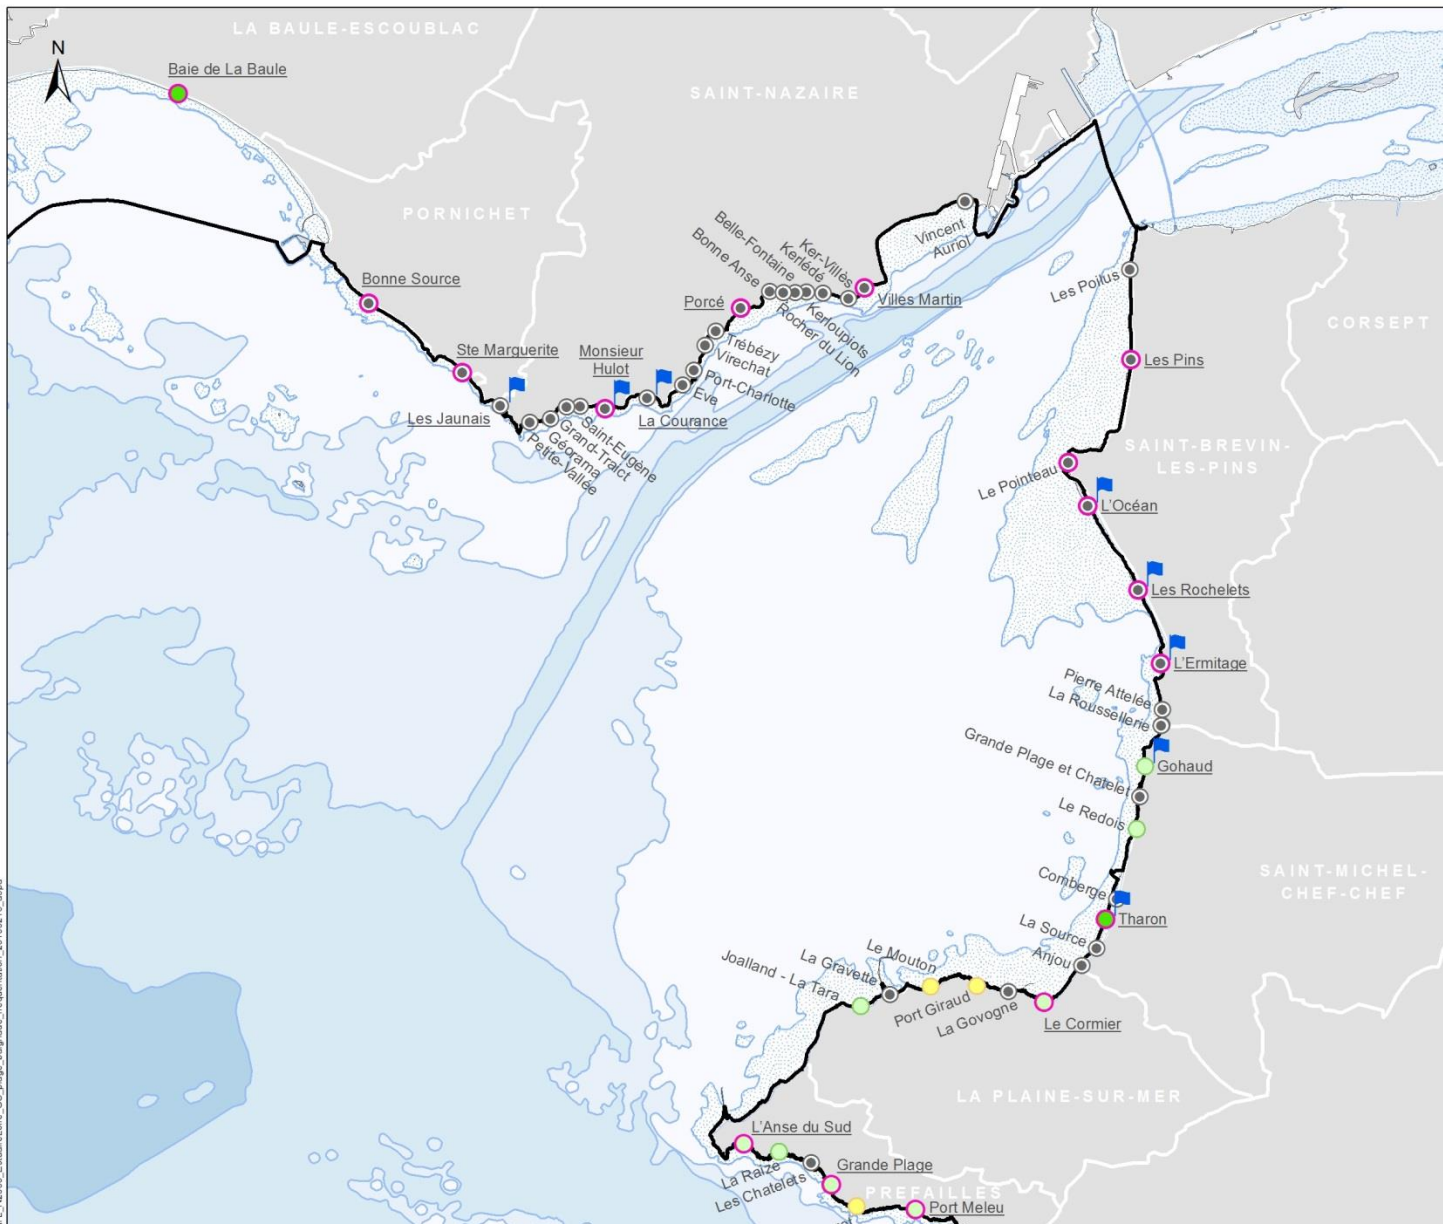 LA BAULE-ESCOUBLAC
N
Baie de La Baule
SAINT-NAZAIRE
PORNICHET
Vincent
Auriol
Ker-Villès
Kerlédé
Belle-Fontaine
Bonne Anse
Bonne Source
Porcé
Villès Martin
Les Poilus
Kerloupiots
Rocher du Lion
CORSEPT
Trébézy
Virechat
Port-Charlotte
Eve
Ste Marguerite
Monsieur
Hulot
Les Pins
Les Jaunais
La Courance
Saint-Eugène
Grand-Traict
Géorama
Petite-Vallée
SAINT-BREVIN-
LES-PINS
Le Pointeau
L'Océan
Les Rochelets
L'Ermitage
Pierre Attelée
La Roussellerie
Grande Plage et Chatelet
Gohaud
Le Redois
SAINT-MICHEL-
CHEF-CHEF
Comberge
Tharon
La Source
Anjou
Le Mouton
La Gravette
Joalland - La Tara
Port Giraud
La Govogne
Le Cormier
LA PLAINE-SUR-MER
L'Anse du Sud
La Raize
Les Chatelets
Grande Plage
PREFAILLES
Port Meleu